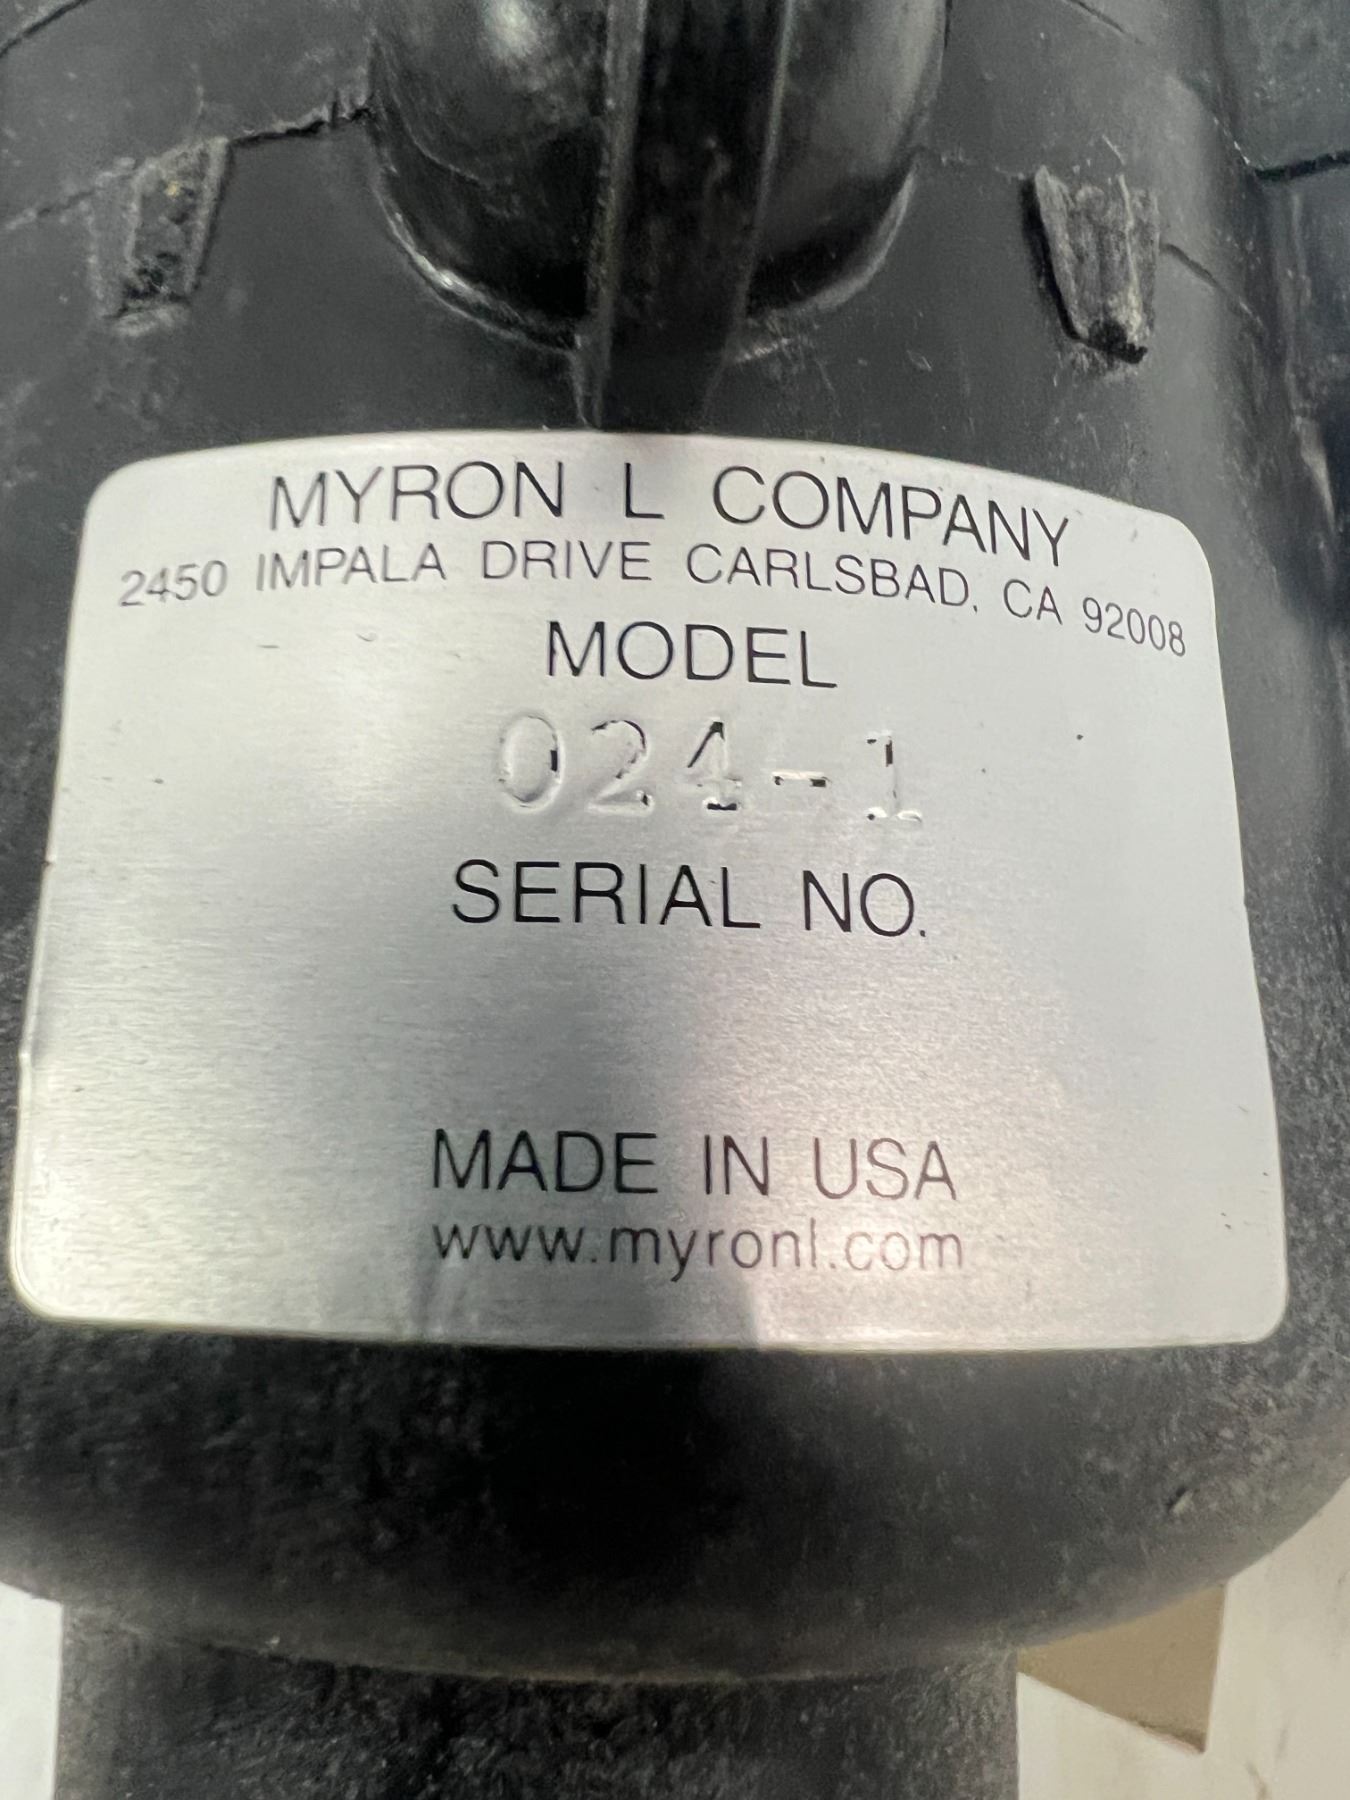 MYRON L COMPANY
2450 IMPALA DRIVE CARLSBAD, CA 92008
MODEL
024-1
SERIAL NO.
MADE IN USA
www.myronl.com